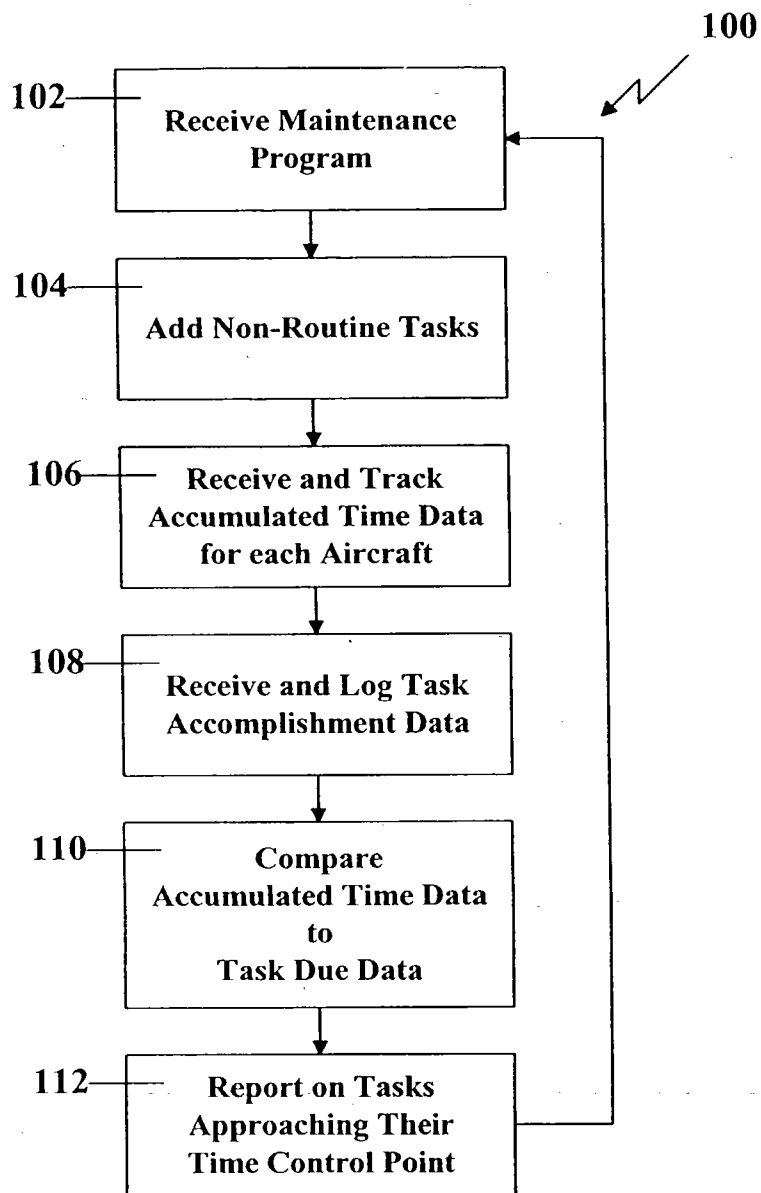 100
102
Receive Maintenance
Program
104
Add Non-Routine Tasks
106
Receive and Track
Accumulated Time Data
for each Aircraft
108
Receive and Log Task
Accomplishment Data
110
Compare
Accumulated Time Data
to
Task Due Data
112
Report on Tasks
Approaching Their
Time Control Point